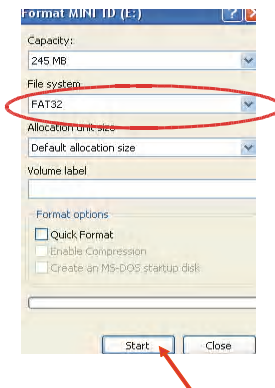 Format MINI ID (E:)
Capacity:
245 MB
File system
FAT32
Allocation unit size
Default allocation size
Volume label
Format options
Quick Format
Enable Compression
Create an MS-DOS startup disk
Start Close